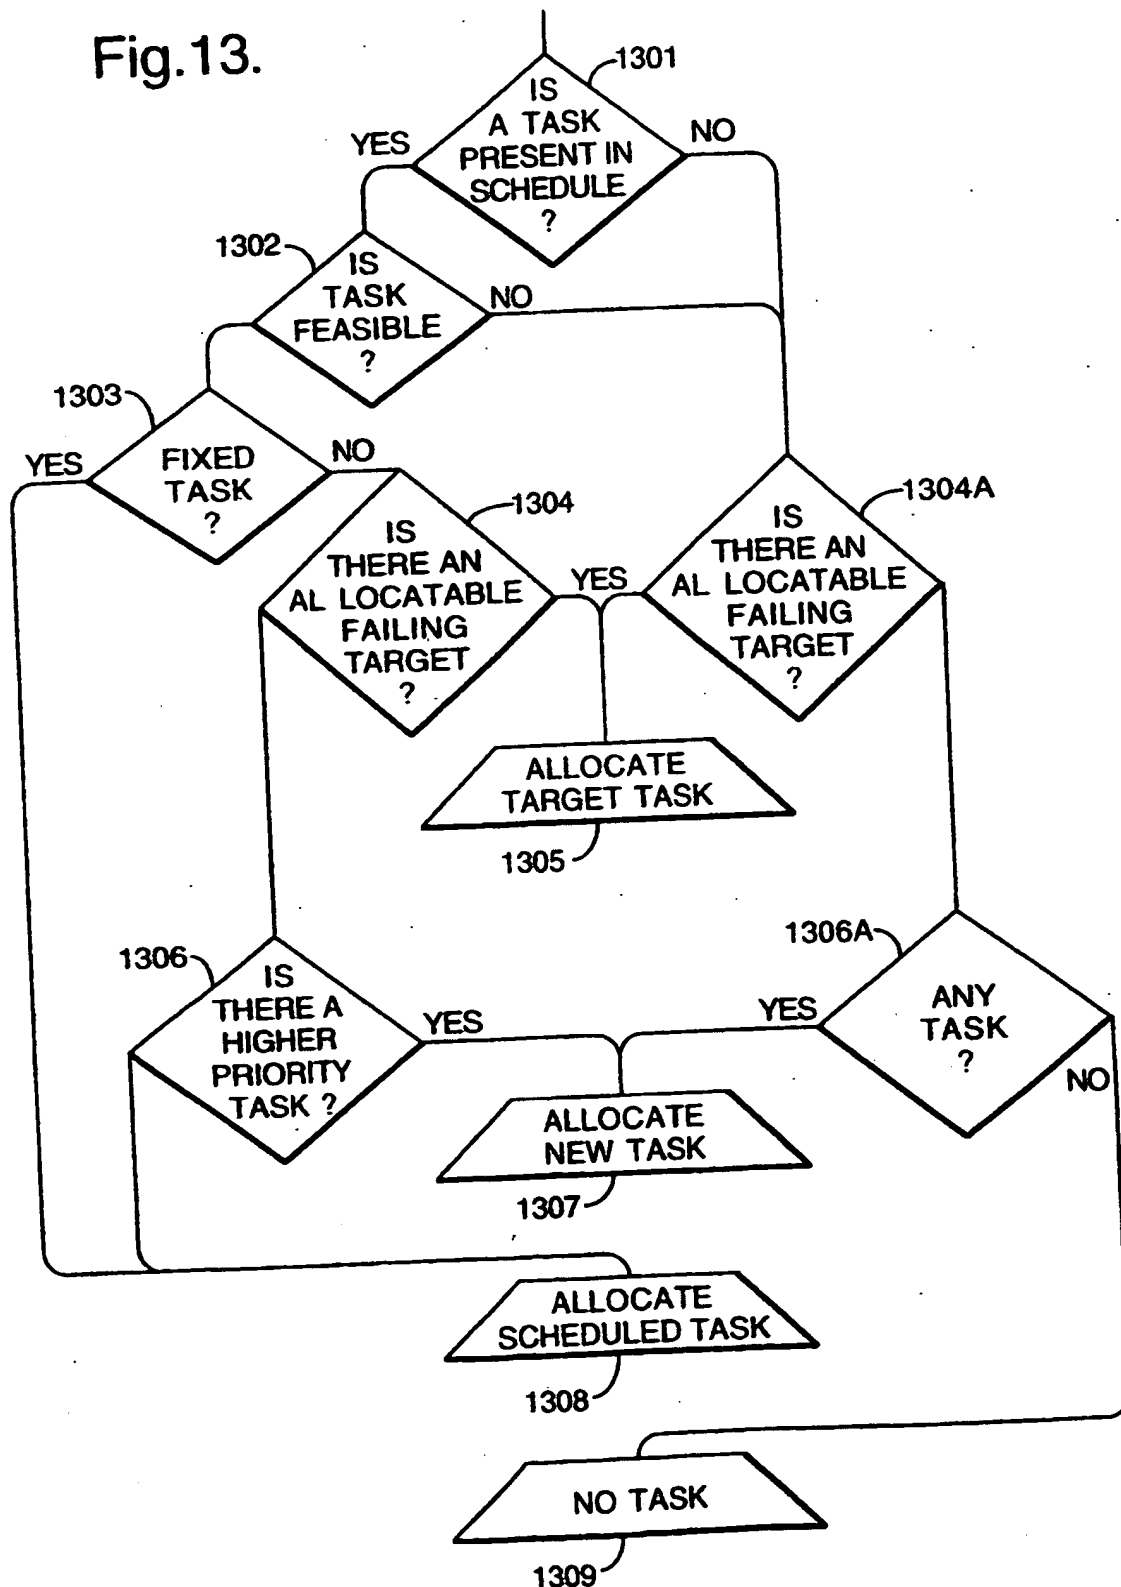 Fig.13.
1301
IS
A TASK
PRESENT IN
SCHEDULE
?
YES
NO
1302
IS
TASK
FEASIBLE
?
NO
1303
FIXED
TASK
?
YES
NO
1304
IS
THERE AN
AL LOCATABLE
FAILING
TARGET
?
YES
1304A
IS
THERE AN
AL LOCATABLE
FAILING
TARGET
?
ALLOCATE
TARGET TASK
1305
1306
IS
THERE A
HIGHER
PRIORITY
TASK ?
YES
1306A
ANY
TASK
?
YES
NO
ALLOCATE
NEW TASK
1307
ALLOCATE
SCHEDULED TASK
1308
NO TASK
1309